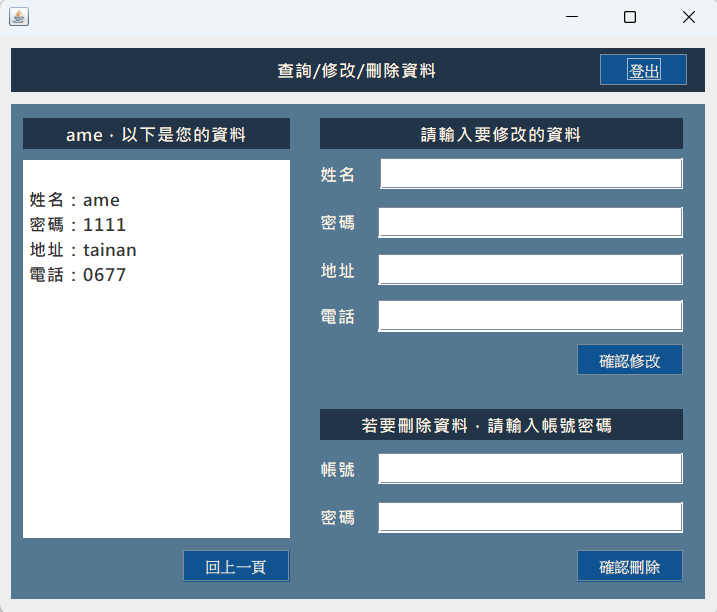 查詢/修改/刪除資料
登出
ame，以下是您的資料
姓名：ame
密碼：1111
地址：tainan
電話：0677
回上一頁
請輸入要修改的資料
姓名
密碼
地址
電話
確認修改
若要刪除資料，請輸入帳號密碼
帳號
密碼
確認刪除